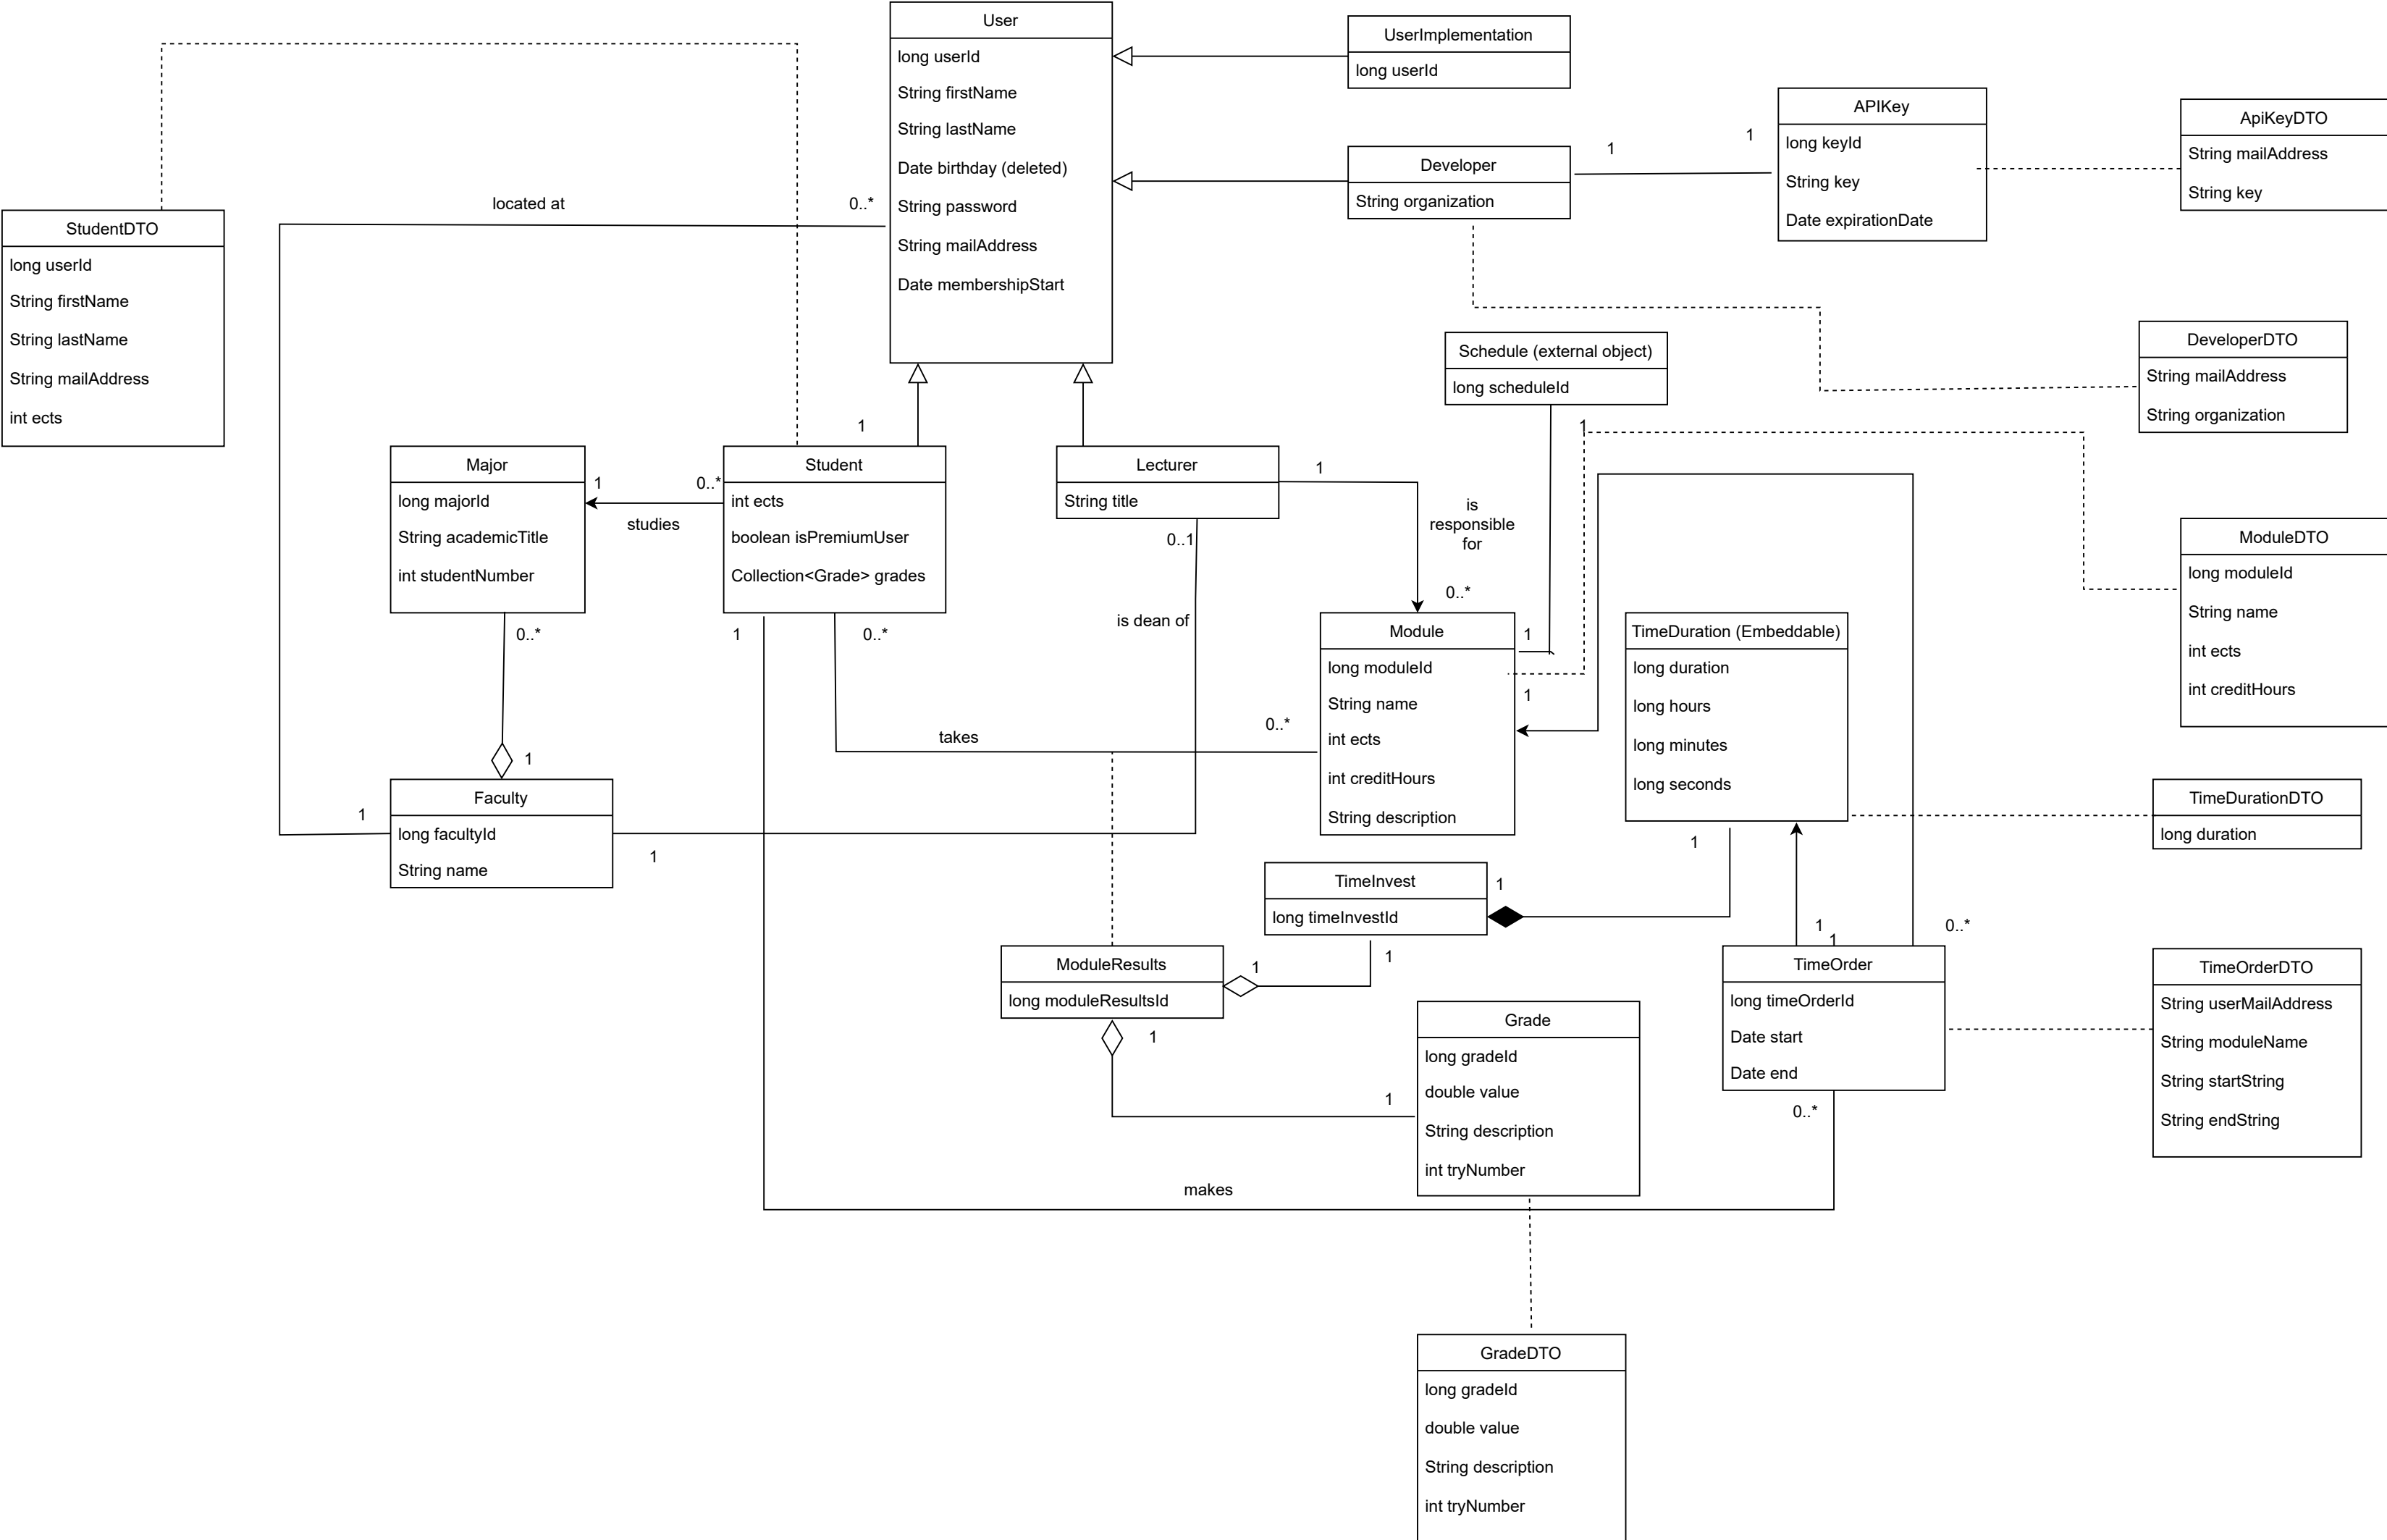 User
long userId
String firstName
String lastName
Date birthday (deleted)
String password
String mailAddress
Date membershipStart
UserImplementation
long userId
Developer
String organization
1
1
APIKey
long keyId
String key
Date expirationDate
ApiKeyDTO
String mailAddress
String key
located at
0..*
StudentDTO
long userId
String firstName
String lastName
String mailAddress
int ects
Schedule (external object)
long scheduleId
1
DeveloperDTO
String mailAddress
String organization
Major
long majorId
String academicTitle
int studentNumber
1
0..*
studies
1
Student
int ects
boolean isPremiumUser
Collection<Grade> grades
Lecturer
String title
1
is
responsible
for
0..*
0..1
is dean of
ModuleDTO
long moduleId
String name
int ects
int creditHours
0..*
1
1
0..*
Module
long moduleId
String name
int ects
int creditHours
String description
1
1
TimeDuration (Embeddable)
long duration
long hours
long minutes
long seconds
takes
0..*
Faculty
long facultyId
String name
1
1
TimeDurationDTO
long duration
1
TimeInvest
long timeInvestId
1
1
ModuleResults
long moduleResultsId
1
1
1
1
0..*
TimeOrder
long timeOrderId
Date start
Date end
0..*
TimeOrderDTO
String userMailAddress
String moduleName
String startString
String endString
Grade
long gradeId
double value
String description
int tryNumber
1
makes
GradeDTO
long gradeId
double value
String description
int tryNumber